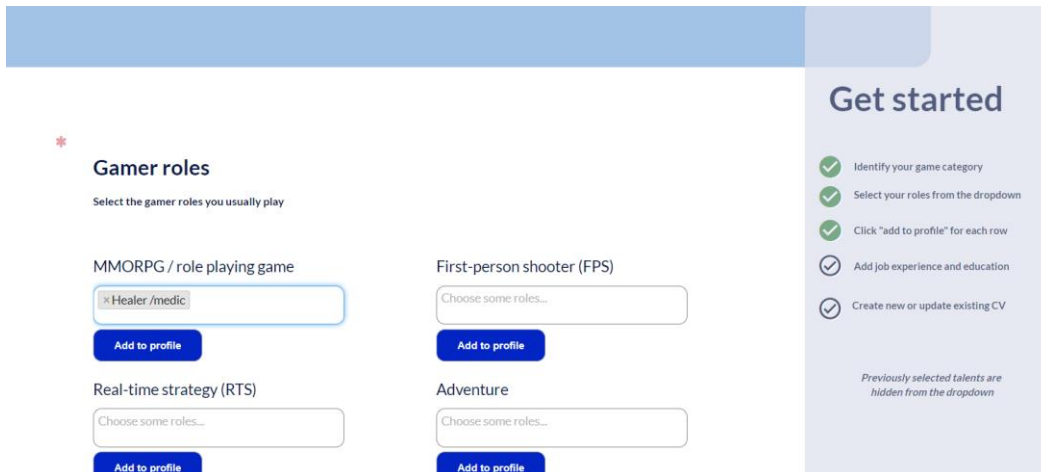 Get started
Identify your game category
Select your roles from the dropdown
Click "add to profile" for each row
Add job experience and education
Create new or update existing CV
Previously selected talents are
hidden from the dropdown
*
Gamer roles
Select the gamer roles you usually play
MMORPG / role playing game
× Healer /medic
Add to profile
First-person shooter (FPS)
Choose some roles...
Add to profile
Real-time strategy (RTS)
Choose some roles...
Add to profile
Adventure
Choose some roles...
Add to profile